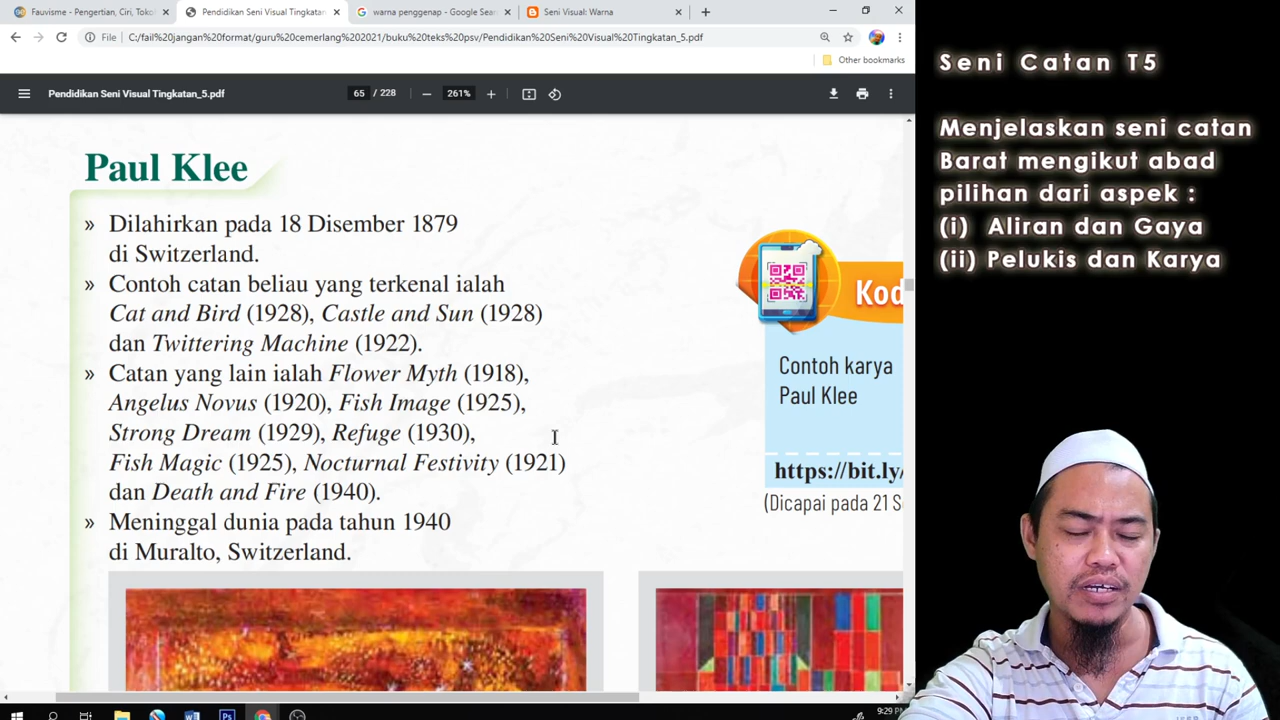 Fauvisme - Pengertian, Ciri, Tokoh
Pendidikan Seni Visual Tingkatan_
warna penggenap - Google Sear
Seni Visual: Warna
File
C:/fail%20jangan%20format/guru%20cemerlang%202021/buku%20teks%20psv/Pendidikan%20Seni%20Visual%20Tingkatan_5.pdf
Other bookmarks
Pendidikan Seni Visual Tingkatan_5.pdf
65 / 228
261%
Paul Klee
» Dilahirkan pada 18 Disember 1879
di Switzerland.
» Contoh catan beliau yang terkenal ialah
Cat and Bird (1928), Castle and Sun (1928)
dan Twittering Machine (1922).
» Catan yang lain ialah Flower Myth (1918),
Angelus Novus (1920), Fish Image (1925),
Strong Dream (1929), Refuge (1930),
Fish Magic (1925), Nocturnal Festivity (1921)
dan Death and Fire (1940).
» Meninggal dunia pada tahun 1940
di Muralto, Switzerland.
Kod
Contoh karya
Paul Klee
https://bit.ly/
(Dicapai pada 21 S
Seni Catan T5
Menjelaskan seni catan
Barat mengikut abad
pilihan dari aspek :
(i) Aliran dan Gaya
(ii) Pelukis dan Karya
9:29 PM